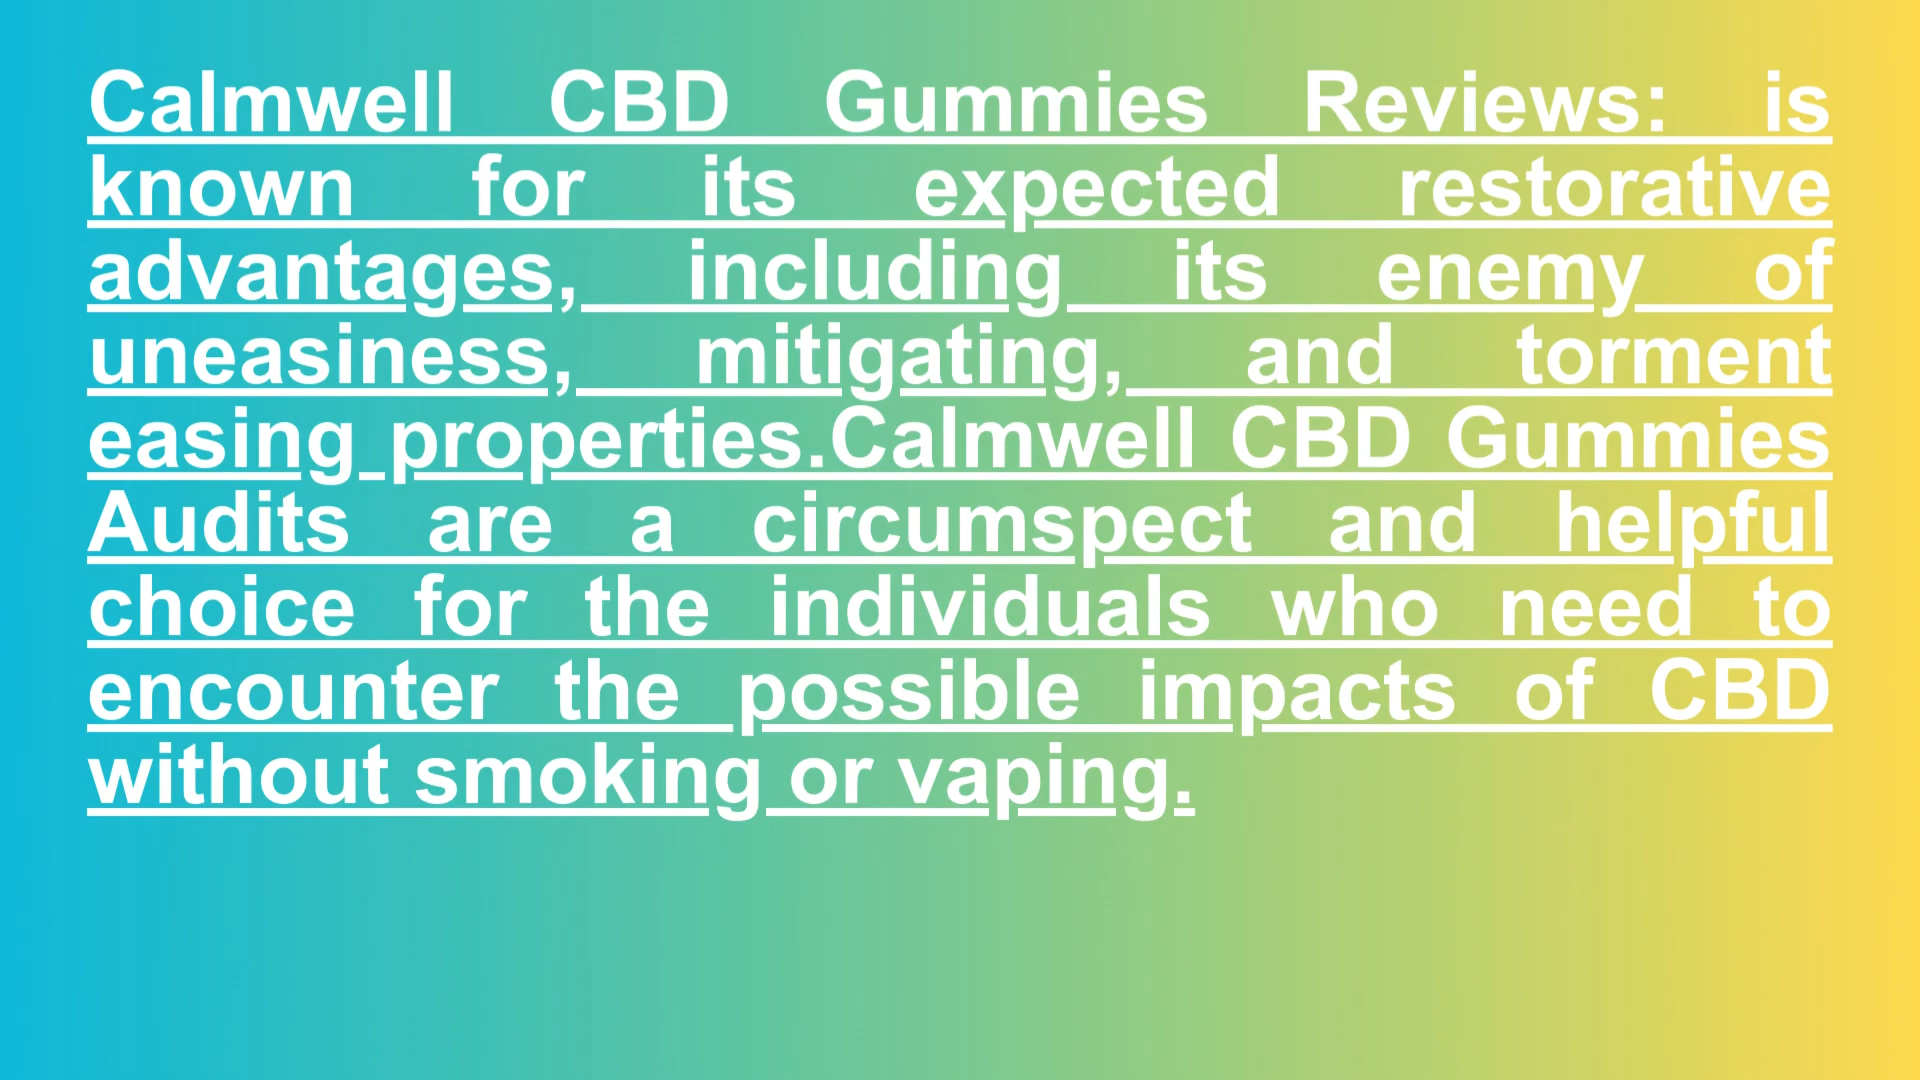 Calmwell CBD Gummies Reviews: is
known for its expected restorative
advantages, including its enemy of
uneasiness, mitigating, and torment
easing properties.Calmwell CBD Gummies
Audits are a circumspect and helpful
choice for the individuals who need to
encounter the possible impacts of CBD
without smoking or vaping.